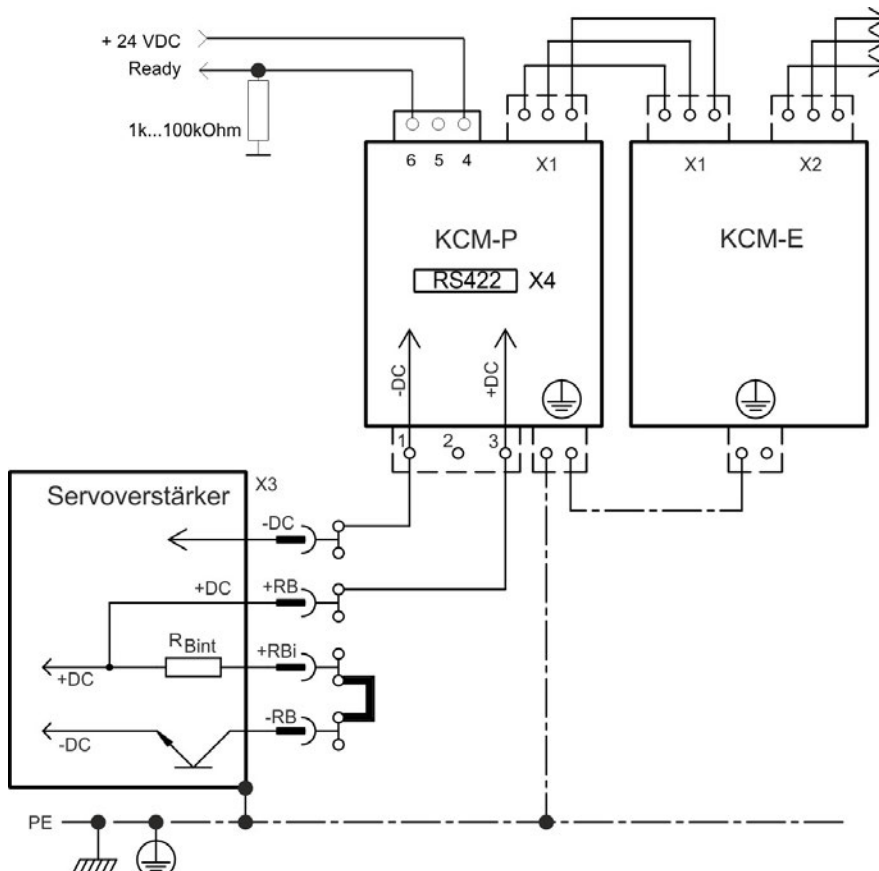 + 24 VDC
Ready
1k...100kOhm
6 5 4
X1
X1
X2
KCM-P
KCM-E
RS422
X4
-DC
+DC
1 2 3
Servoverstärker
X3
-DC
+DC
+RB
RBint
+RBi
+DC
-RB
-DC
PE